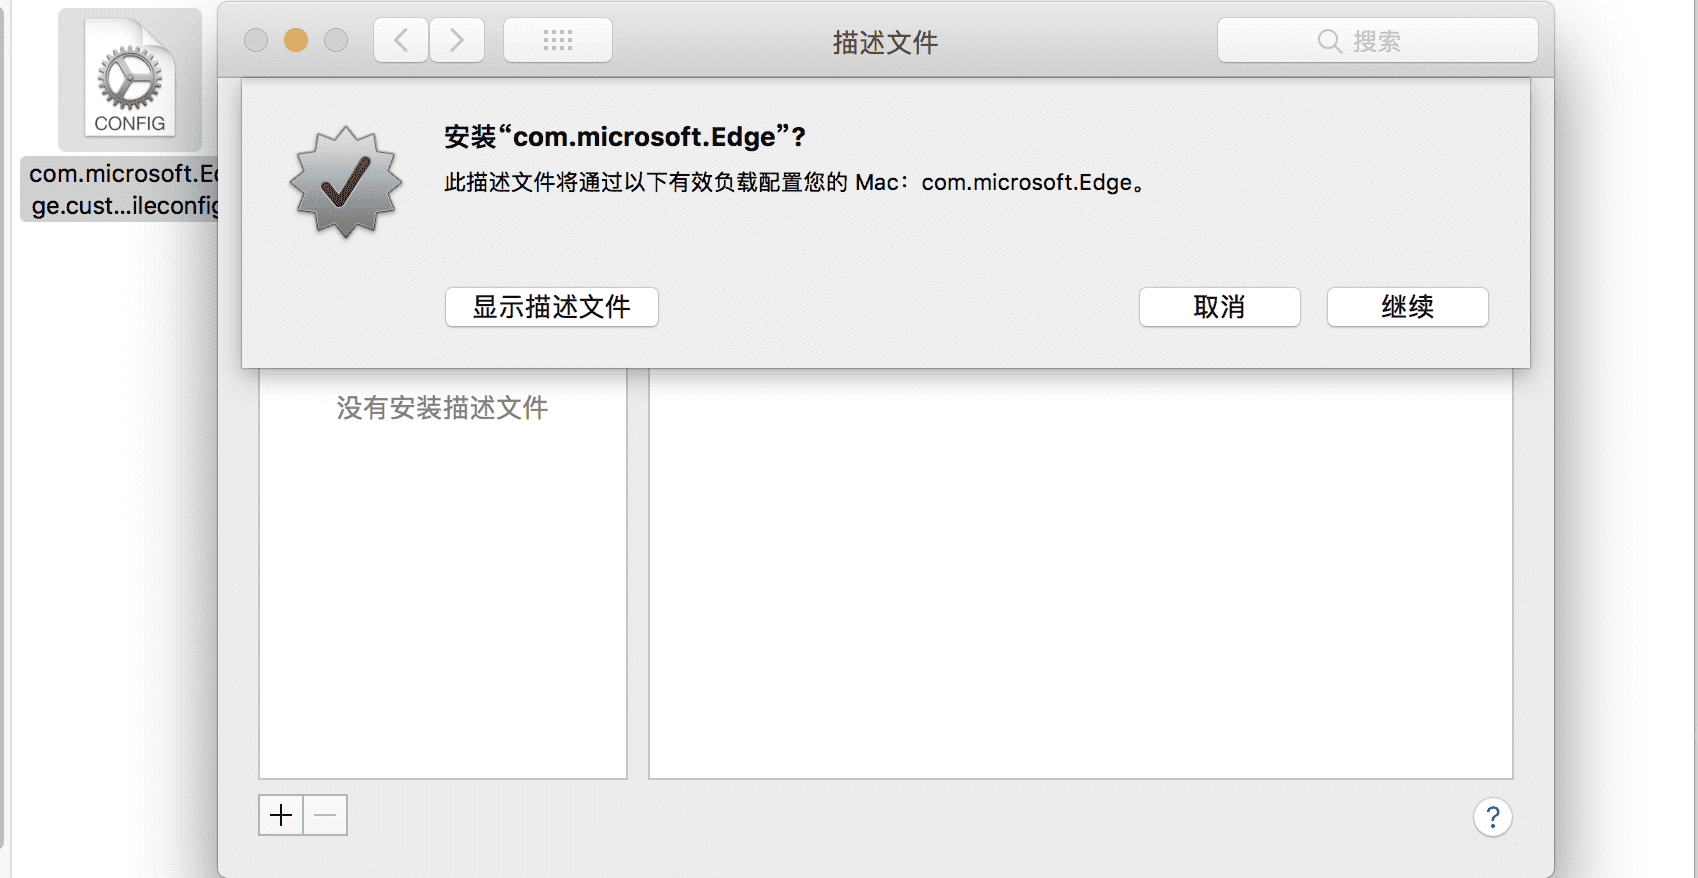 描述文件
搜索
CONFIG
com.microsoft.Ed
ge.cust...ileconfig
安装“com.microsoft.Edge”？
此描述文件将通过以下有效负载配置您的 Mac：com.microsoft.Edge。
显示描述文件
取消
继续
没有安装描述文件
?